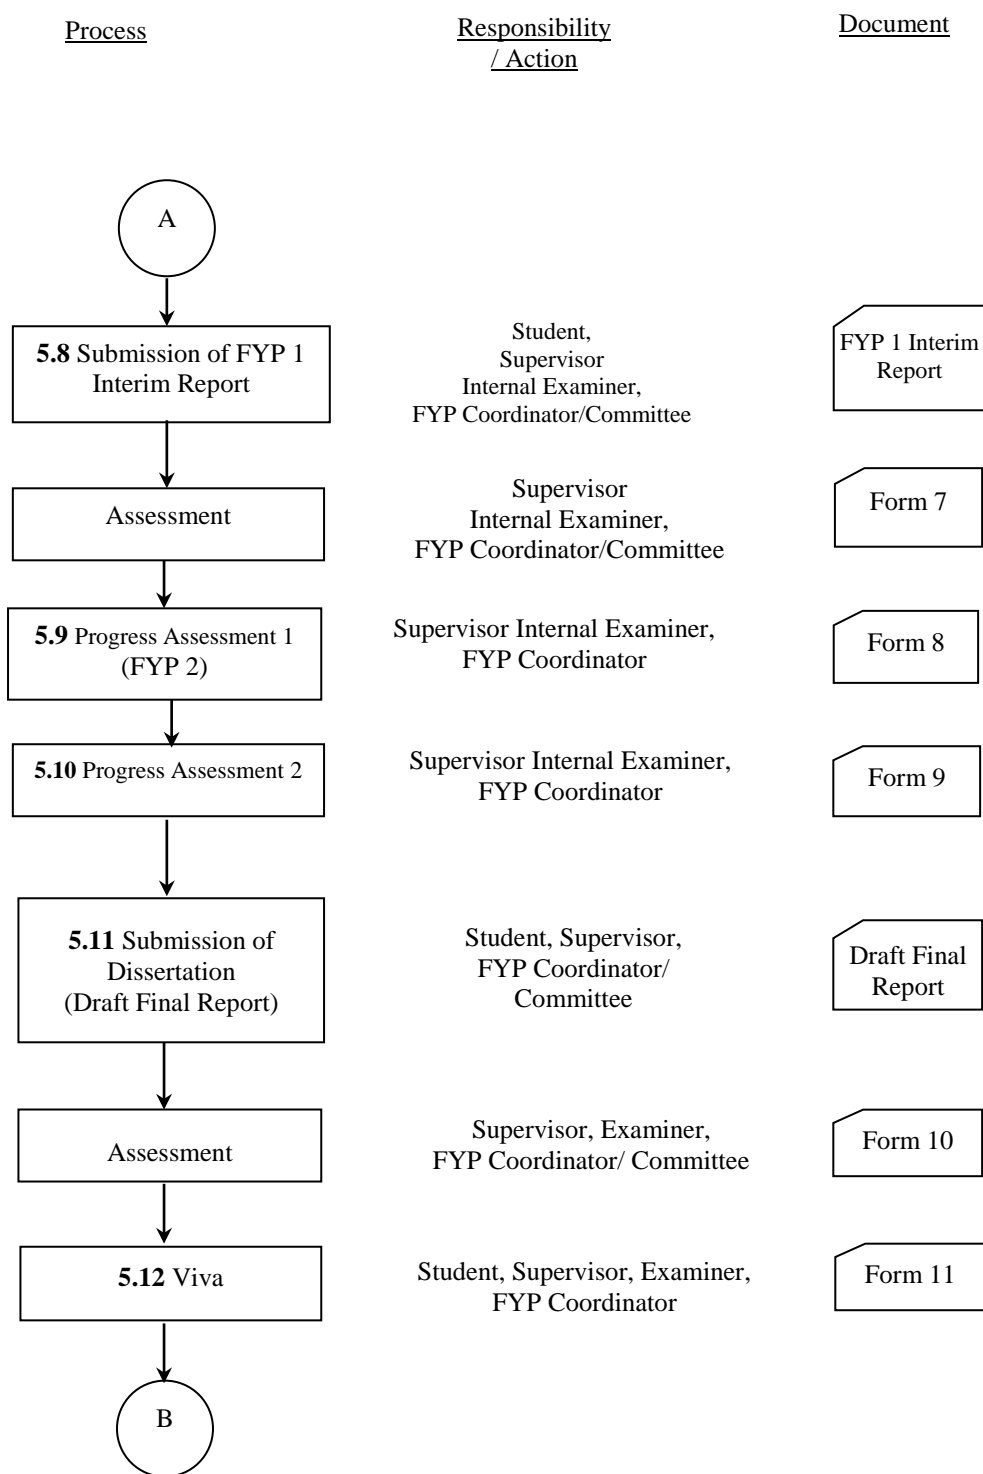 Process
Responsibility
/ Action
Document
A
5.8 Submission of FYP 1
Interim Report
Student,
Supervisor
Internal Examiner,
FYP Coordinator/Committee
FYP 1 Interim
Report
Assessment
Supervisor
Internal Examiner,
FYP Coordinator/Committee
Form 7
5.9 Progress Assessment 1
(FYP 2)
Supervisor Internal Examiner,
FYP Coordinator
Form 8
5.10 Progress Assessment 2
Supervisor Internal Examiner,
FYP Coordinator
Form 9
5.11 Submission of
Dissertation
(Draft Final Report)
Student, Supervisor,
FYP Coordinator/
Committee
Draft Final
Report
Assessment
Supervisor, Examiner,
FYP Coordinator/ Committee
Form 10
5.12 Viva
Student, Supervisor, Examiner,
FYP Coordinator
Form 11
B